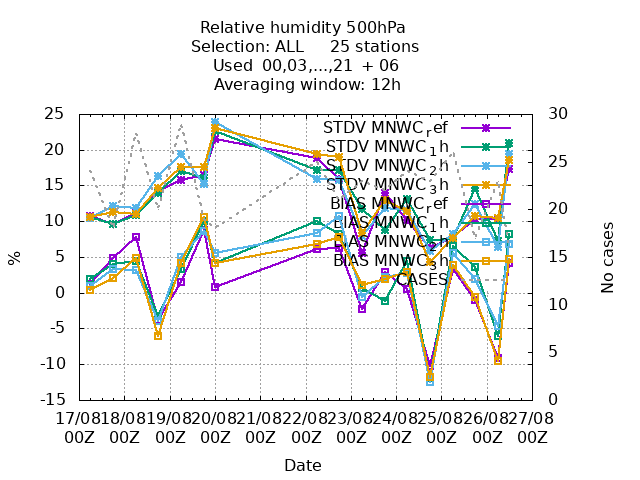 Relative humidity 500hPa
Selection: ALL     25 stations
Used  00,03,...,21  + 06
Averaging window: 12h
STDV MNWC_ref
STDV MNWC_1h
STDV MNWC_2h
STDV MNWC_3h
BIAS MNWC_ref
BIAS MNWC_1h
BIAS MNWC_2h
BIAS MNWC_3h
CASES
25
20
15
10
5
0
-5
-10
-15
%
30
25
20
15
10
5
0
No cases
17/08 18/08 19/08 20/08 21/08 22/08 23/08 24/08 25/08 26/08 27/08
00Z 00Z 00Z 00Z 00Z 00Z 00Z 00Z 00Z 00Z 00Z
Date